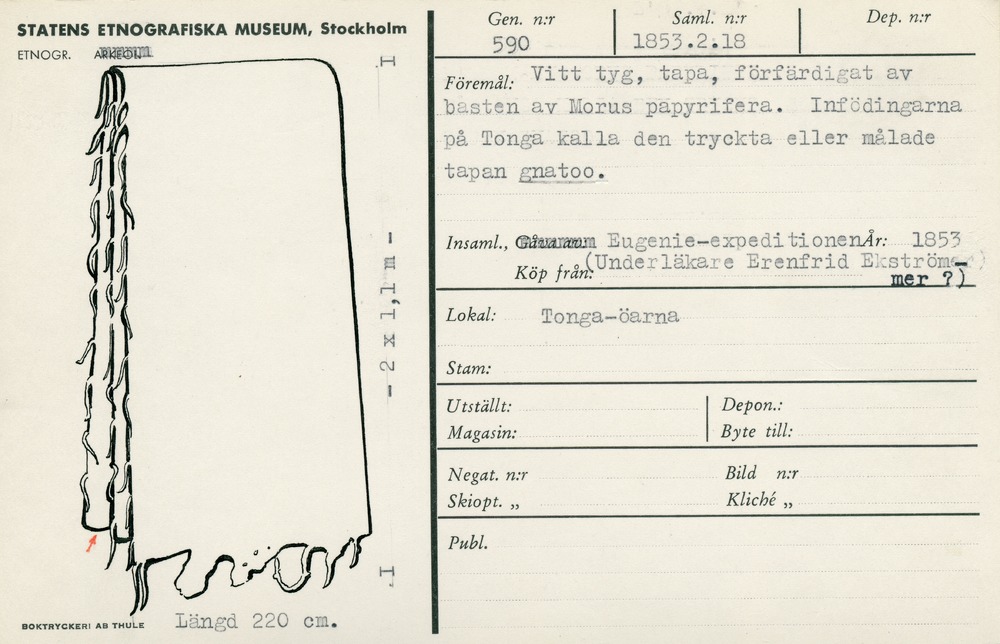 STATENS ETNOGRAFISKA MUSEUM, Stockholm
ETNOGR. ARKEOL.
I
- 2 x 1,1 m -
I
Längd 220 cm.
BOKTRYCKERI AB THULE
Gen. n:r Saml. n:r Dep. n:r
590 1853.2.18
Föremål: Vitt tyg, tapa, förfärdigat av
basten av Morus papyrifera. Infödingarna
på Tonga kalla den tryckta eller målade
tapan gnatoo.
Insaml., Gåva av: Eugenie-expeditionen År: 1853
Köp från: (Underläkare Erenfrid Ekströmer)
mer ?)
Lokal: Tonga-öarna
Stam:
Utställt: Depon.:
Magasin: Byte till:
Negat. n:r Bild n:r
Skiopt. „ Kliché „
Publ.